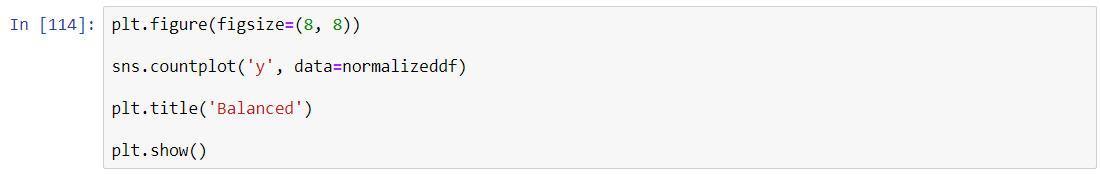 In [114]: plt.figure(figsize=(8, 8))
sns.countplot('y', data=normalizeddf)
plt.title('Balanced')
plt.show()